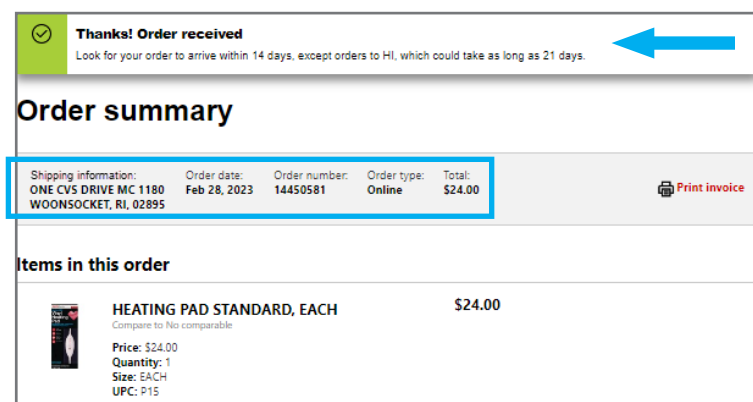 Thanks! Order received
Look for your order to arrive within 14 days, except orders to HI, which could take as long as 21 days.
Order summary
Shipping information: Order date: Order number: Order type: Total:
ONE CVS DRIVE MC 1180 Feb 28, 2023 14450581 Online $24.00
WOONSOCKET, RI, 02895
Print invoice
Items in this order
HEATING PAD STANDARD, EACH $24.00
Compare to No comparable
Price: $24.00
Quantity: 1
Size: EACH
UPC: P15